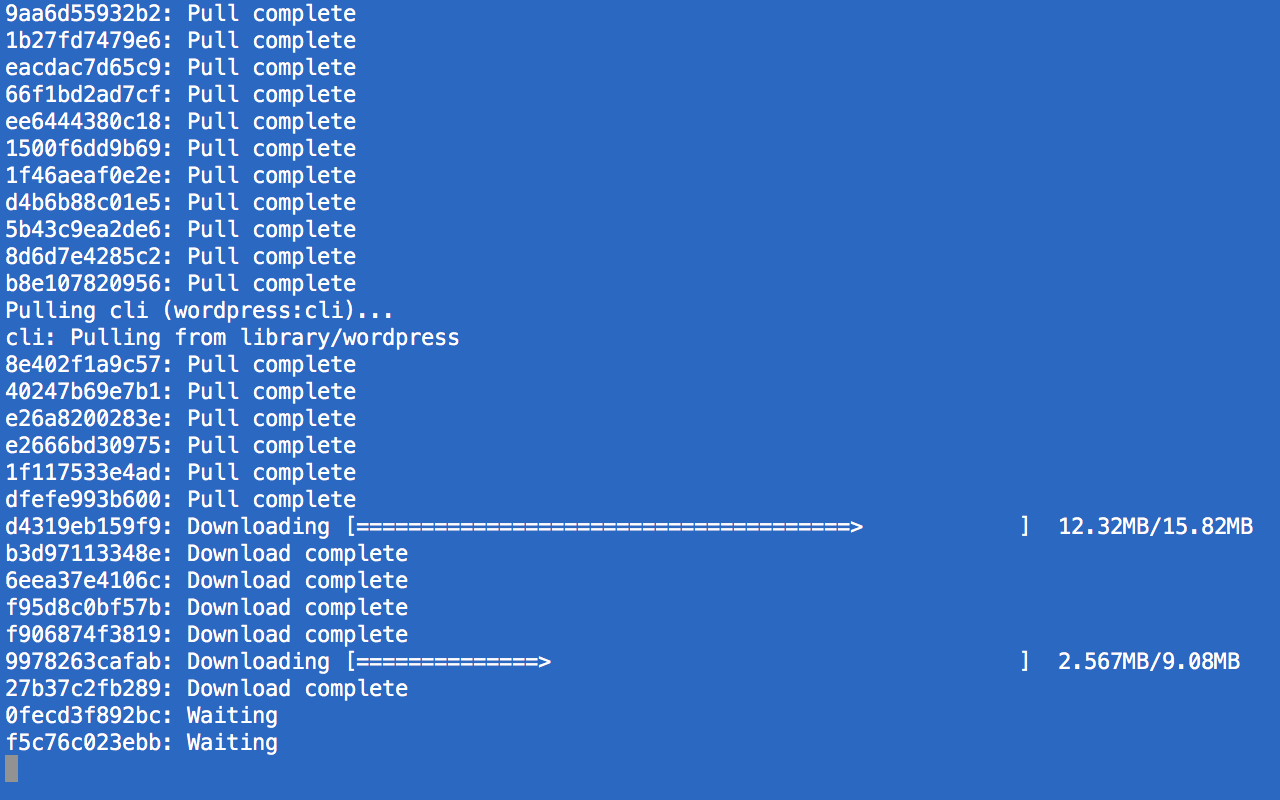 9aa6d55932b2: Pull complete
1b27fd7479e6: Pull complete
eacdac7d65c9: Pull complete
66f1bd2ad7cf: Pull complete
ee6444380c18: Pull complete
1500f6dd9b69: Pull complete
1f46aeaf0e2e: Pull complete
d4b6b88c01e5: Pull complete
5b43c9ea2de6: Pull complete
8d6d7e4285c2: Pull complete
b8e107820956: Pull complete
Pulling cli (wordpress:cli)...
cli: Pulling from library/wordpress
8e402f1a9c57: Pull complete
40247b69e7b1: Pull complete
e26a8200283e: Pull complete
e2666bd30975: Pull complete
1f117533e4ad: Pull complete
dfefe993b600: Pull complete
d4319eb159f9: Downloading [======================================>            ]  12.32MB/15.82MB
b3d97113348e: Download complete
6eea37e4106c: Download complete
f95d8c0bf57b: Download complete
f906874f3819: Download complete
9978263cafab: Downloading [==============>                                    ]  2.567MB/9.08MB
27b37c2fb289: Download complete
0fecd3f892bc: Waiting
f5c76c023ebb: Waiting